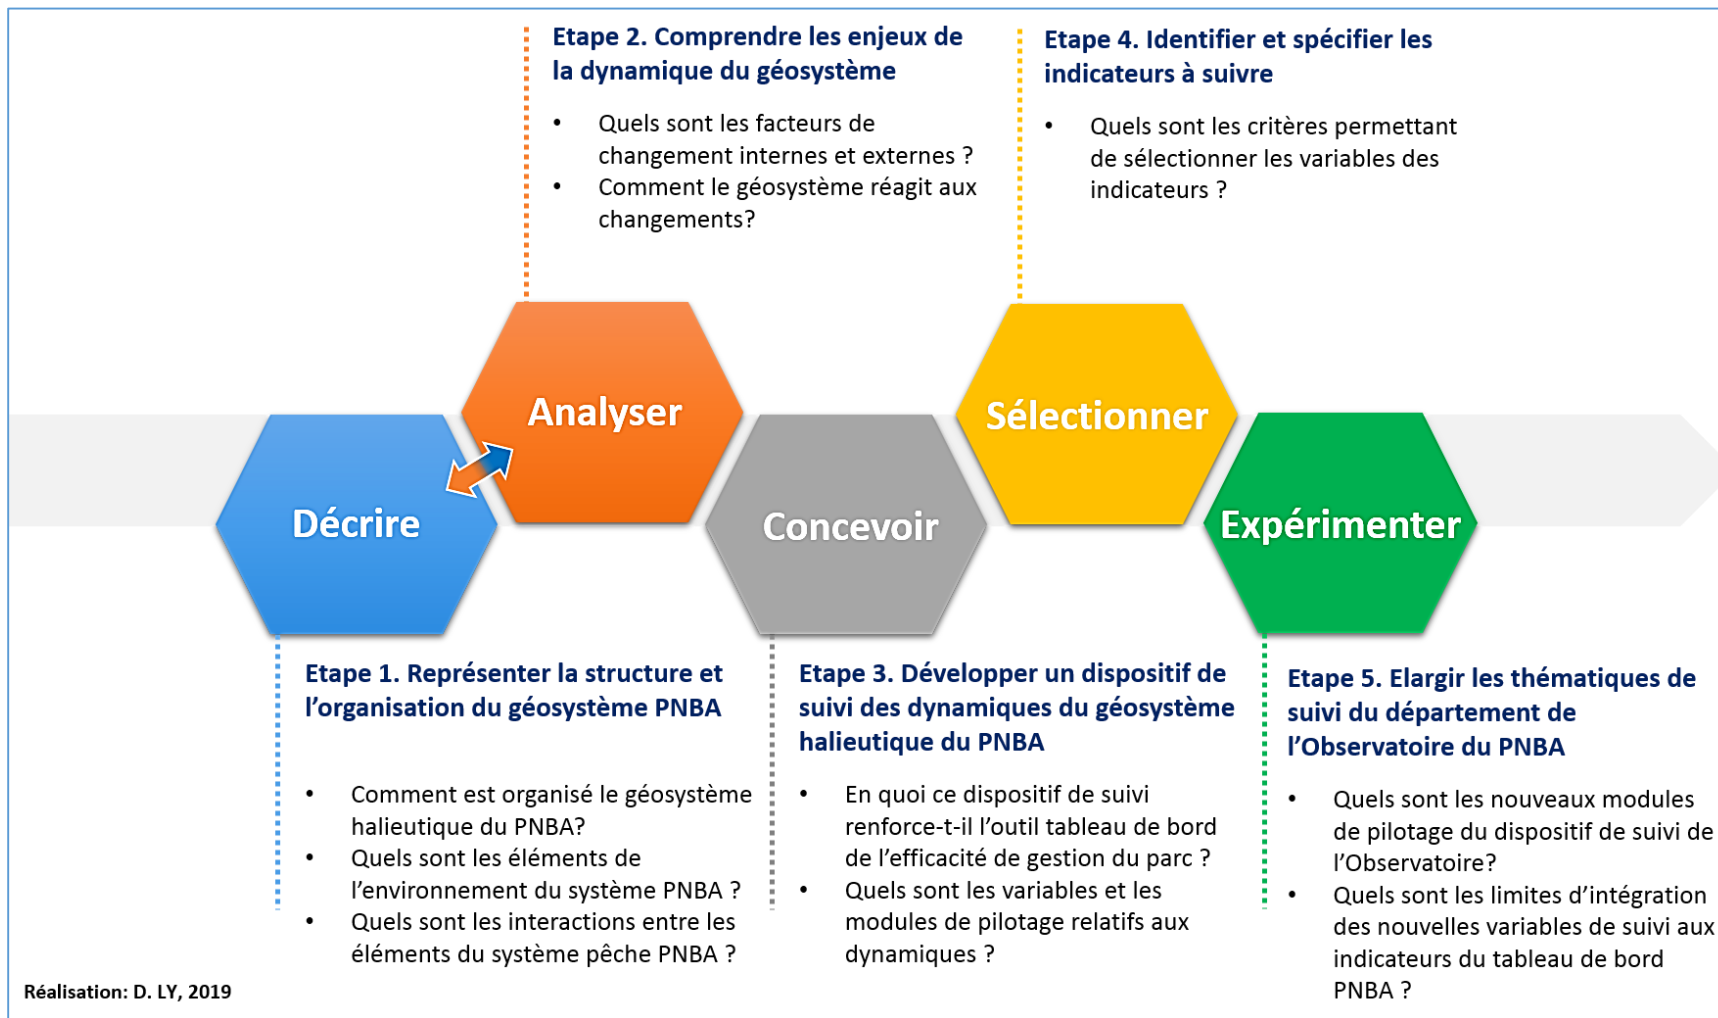 Etape 2. Comprendre les enjeux de
la dynamique du géosystème
• Quels sont les facteurs de
changement internes et externes ?
• Comment le géosystème réagit aux
changements?
Etape 4. Identifier et spécifier les
indicateurs à suivre
• Quels sont les critères permettant
de sélectionner les variables des
indicateurs ?
Décrire
Analyser
Concevoir
Sélectionner
Expérimenter
Etape 1. Représenter la structure et
l’organisation du géosystème PNBA
• Comment est organisé le géosystème
halieutique du PNBA?
• Quels sont les éléments de
l’environnement du système PNBA ?
• Quels sont les interactions entre les
éléments du système pêche PNBA ?
Etape 3. Développer un dispositif de
suivi des dynamiques du géosystème
halieutique du PNBA
• En quoi ce dispositif de suivi
renforce-t-il l’outil tableau de bord
de l’efficacité de gestion du parc ?
• Quels sont les variables et les
modules de pilotage relatifs aux
dynamiques ?
Etape 5. Elargir les thématiques de
suivi du département de
l’Observatoire du PNBA
• Quels sont les nouveaux modules
de pilotage du dispositif de suivi de
l’Observatoire?
• Quels sont les limites d’intégration
des nouvelles variables de suivi aux
indicateurs du tableau de bord
PNBA ?
Réalisation: D. LY, 2019